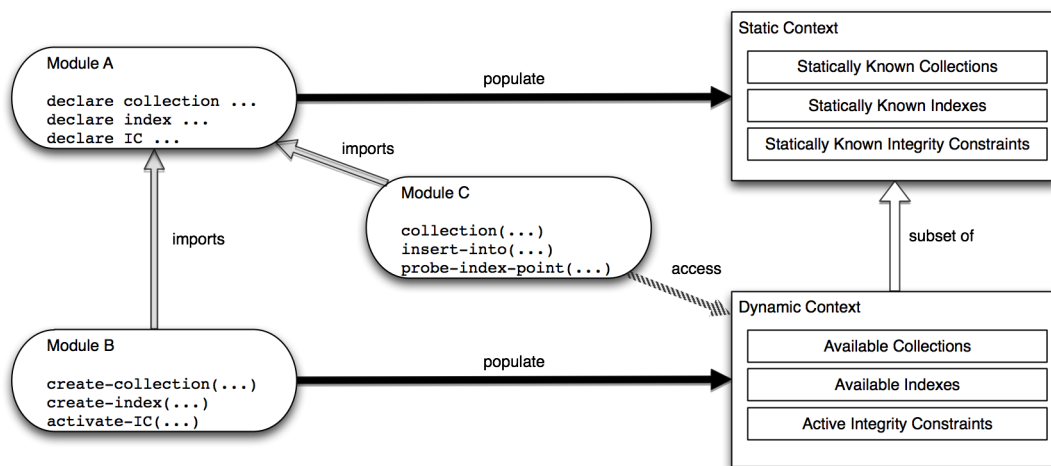 Module A
declare collection ...
declare index ...
declare IC ...
populate
Static Context
Statically Known Collections
Statically Known Indexes
Statically Known Integrity Constraints
imports
imports
Module C
collection(...)
insert-into(...)
probe-index-point(...)
access
subset of
Module B
create-collection(...)
create-index(...)
activate-IC(...)
populate
Dynamic Context
Available Collections
Available Indexes
Active Integrity Constraints